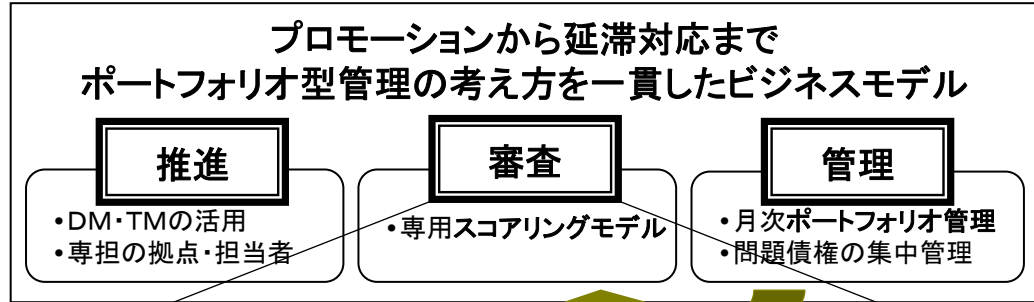 プロモーションから延滞対応まで
ポートフォリオ型管理の考え方を一貫したビジネスモデル
推進
•DM・TMの活用
•専担の拠点・担当者
審査
•専用スコアリングモデル
管理
•月次ポートフォリオ管理
•問題債権の集中管理